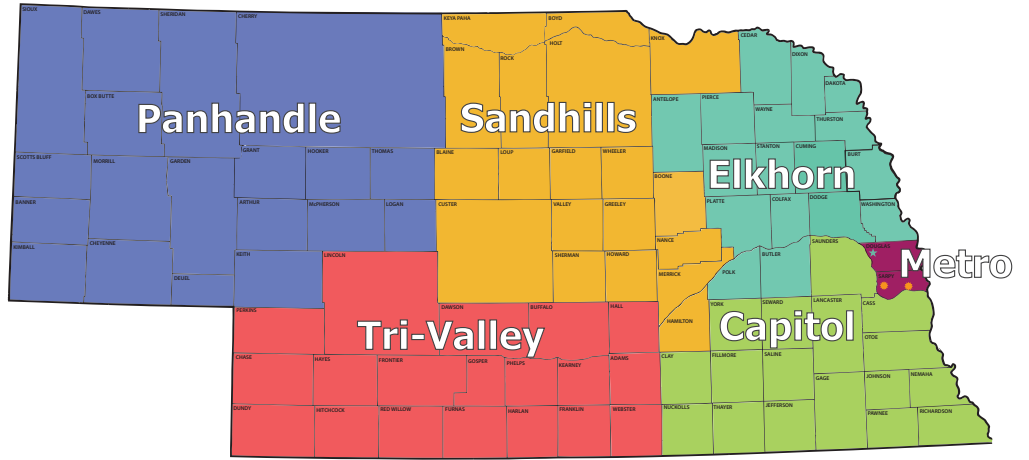 SIOUX
DAWES
SHERIDAN
CHERRY
KEYA PAHA
BOYD
KNOX
CEDAR
DIXON
DAKOTA
BROWN
ROCK
HOLT
BOX BUTTE
ANTELOPE
PIERCE
WAYNE
THURSTON
Panhandle
Sandhills
SCOTTS BLUFF
MORRILL
GARDEN
GRANT
HOOKER
THOMAS
BLAINE
LOUP
GARFIELD
WHEELER
BOONE
MADISON
STANTON
CUMING
BURT
Elkhorn
BANNER
ARTHUR
McPHERSON
LOGAN
CUSTER
VALLEY
GREELEY
PLATTE
COLFAX
DODGE
WASHINGTON
KIMBALL
CHEYENNE
DEUEL
KEITH
LINCOLN
SHERMAN
HOWARD
NANCE
MERRICK
POLK
BUTLER
SAUNDERS
DOUGLAS
SARPY
Metro
PERKINS
DAWSON
BUFFALO
HALL
HAMILTON
YORK
SEWARD
LANCASTER
CASS
Tri-Valley
Capitol
OTOE
CHASE
HAYES
FRONTIER
GOSPER
PHELPS
KEARNEY
ADAMS
CLAY
FILLMORE
SALINE
GAGE
JOHNSON
NEMAHA
DUNDY
HITCHCOCK
RED WILLOW
FURNAS
HARLAN
FRANKLIN
WEBSTER
NUCKOLLS
THAYER
JEFFERSON
PAWNEE
RICHARDSON